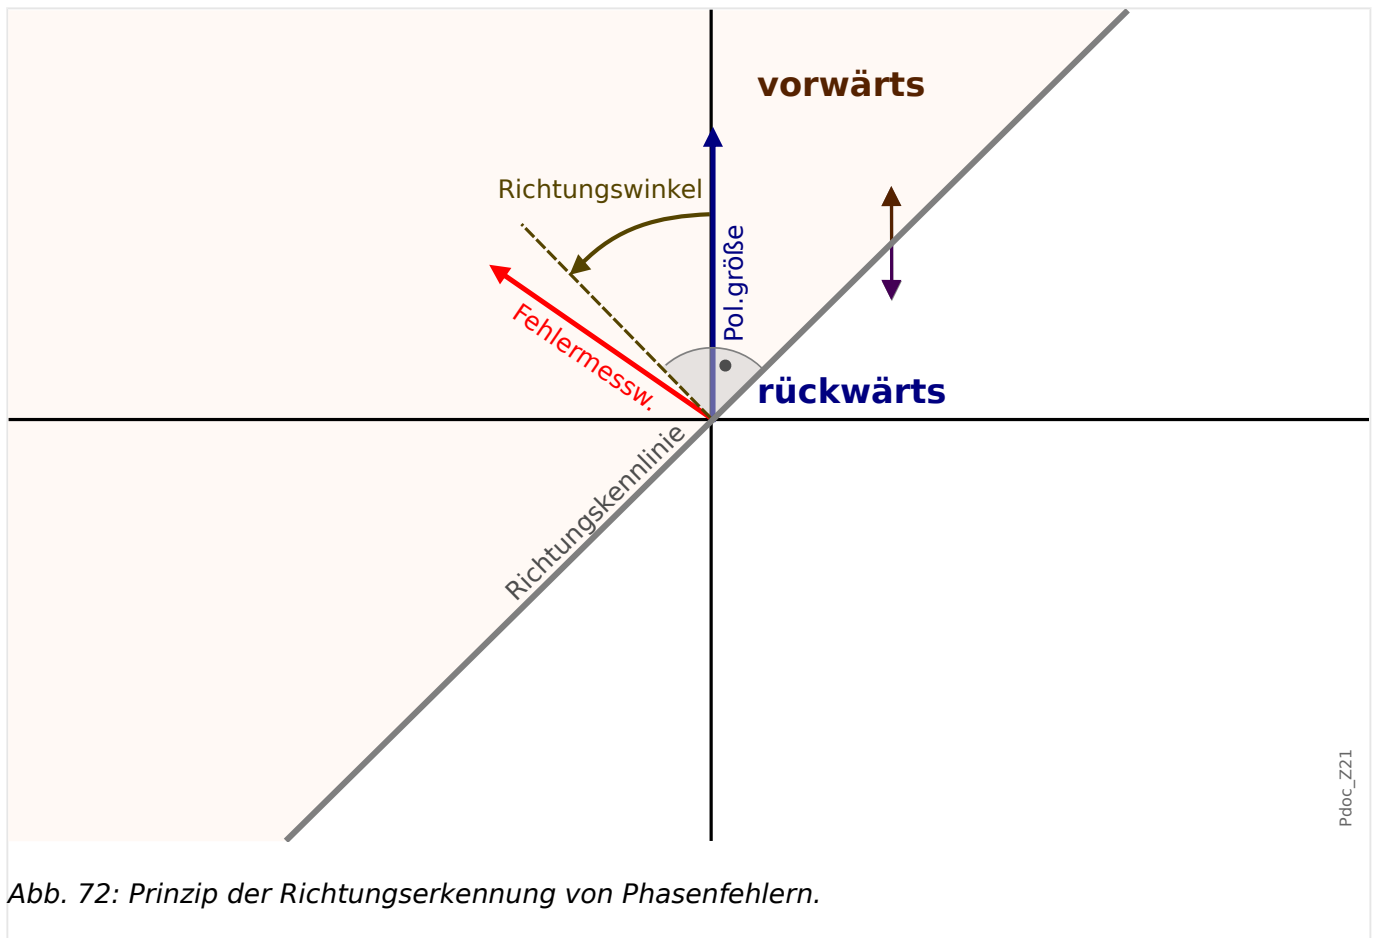 vorwärts
Richtungswinkel
Pol.größe
Fehlermessw.
rückwärts
Richtungskennlinie
Pdoc_Z21
Abb. 72: Prinzip der Richtungserkennung von Phasenfehlern.